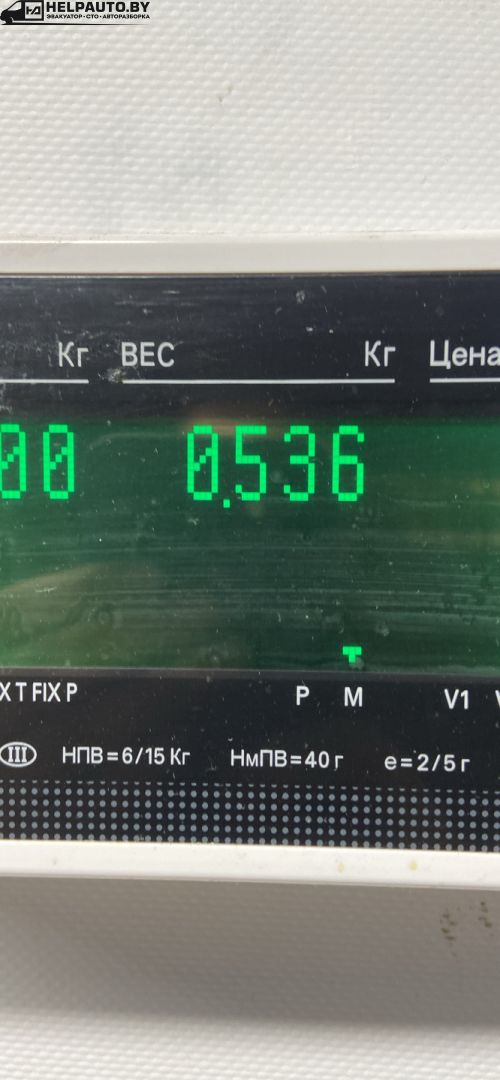 HELPAUTO.BY
ЭВАКУАТОР • СТО • АВТОРАЗБОРКА
Кг ВЕС Кг Цена
00 0.536
X T FIX P P M V1
III НПВ=6/15 Кг НмПВ=40 г e=2/5 г